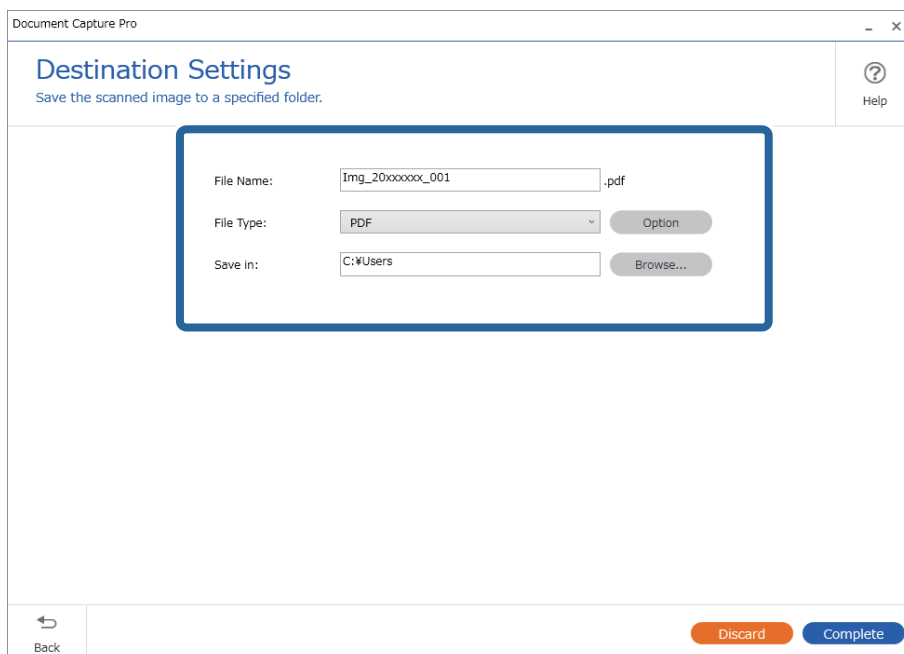 Document Capture Pro
Destination Settings
Save the scanned image to a specified folder.
Help
File Name: Img_20xxxxxx_001 .pdf
File Type: PDF Option
Save in: C:¥Users Browse...
Back
Discard Complete